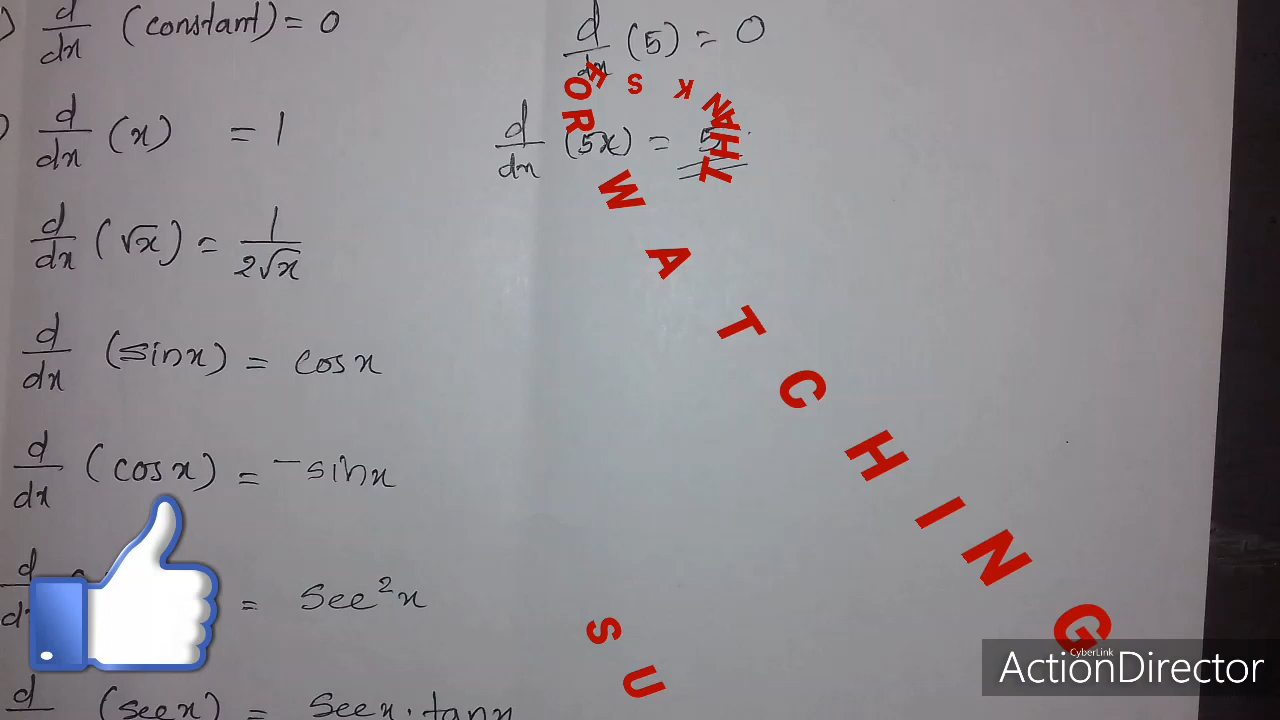 d/dx (constant) = 0
d/dx (5) = 0
d/dx (x) = 1
d/dx (5x) = 5
d/dx (√x) = 1/2√x
d/dx (sinx) = cosx
d/dx (cosx) = -sinx
= sec²x
d (secx) = secx.tanx
THANKS FOR WATCHING
SU
CyberLink
ActionDirector